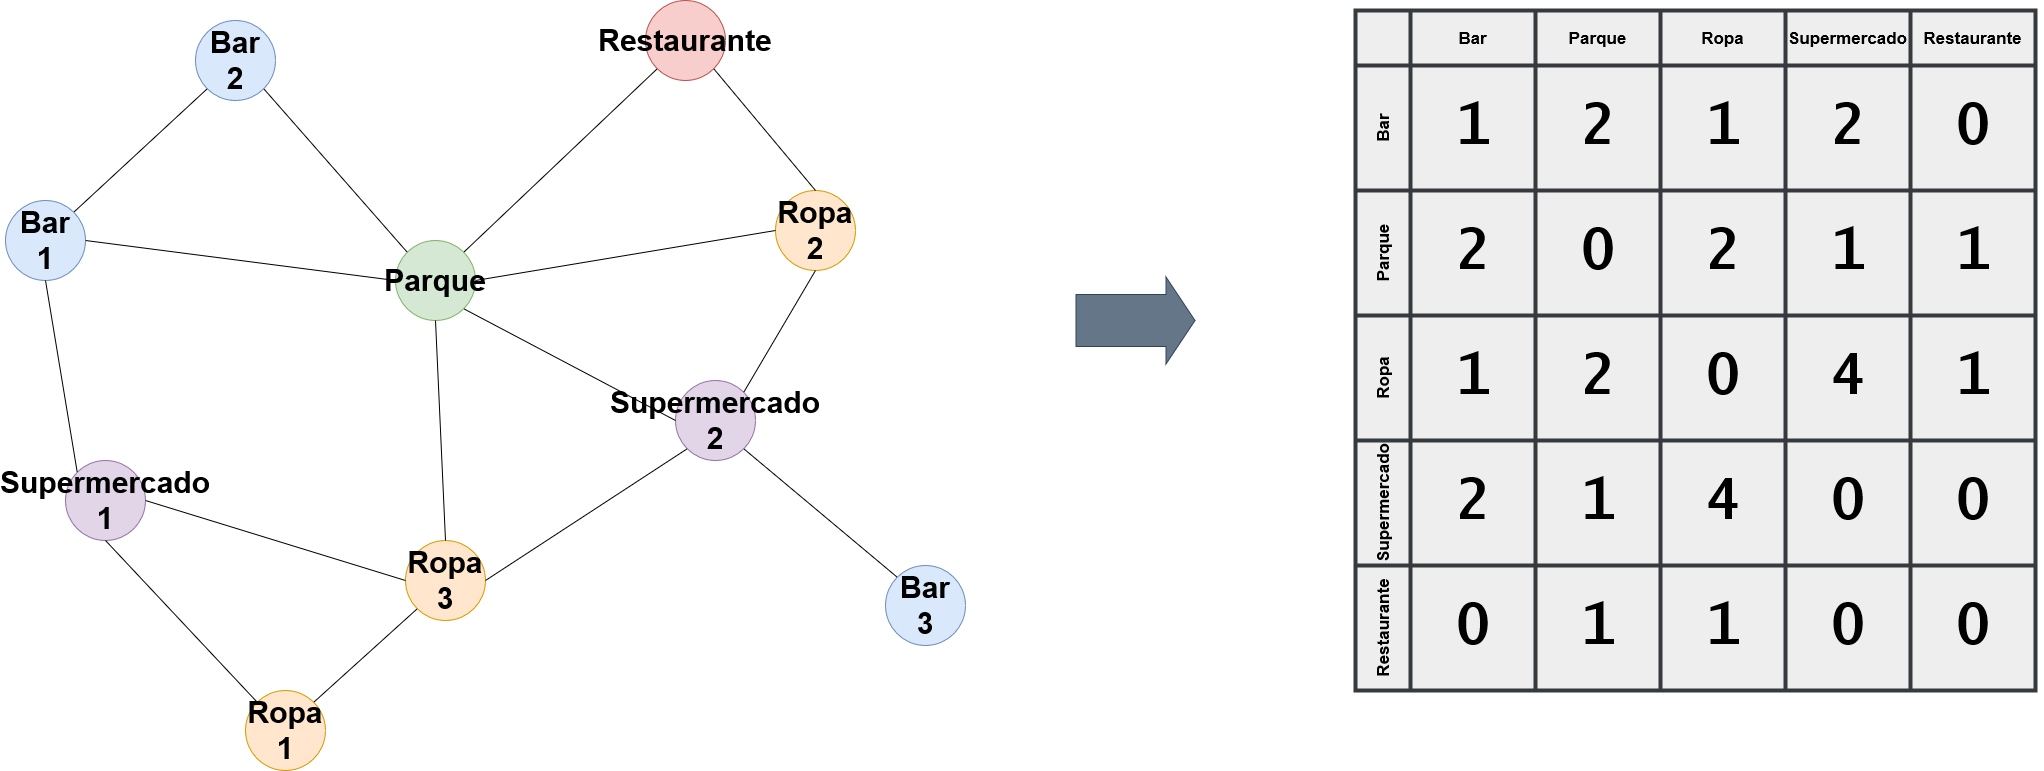 Bar
2
Restaurante
Bar
1
Ropa
2
Parque
Supermercado
2
Supermercado
1
Ropa
3
Bar
3
Ropa
1
Bar Parque Ropa Supermercado Restaurante
Bar 1 2 1 2 0
Parque 2 0 2 1 1
Ropa 1 2 0 4 1
Supermercado 2 1 4 0 0
Restaurante 0 1 1 0 0